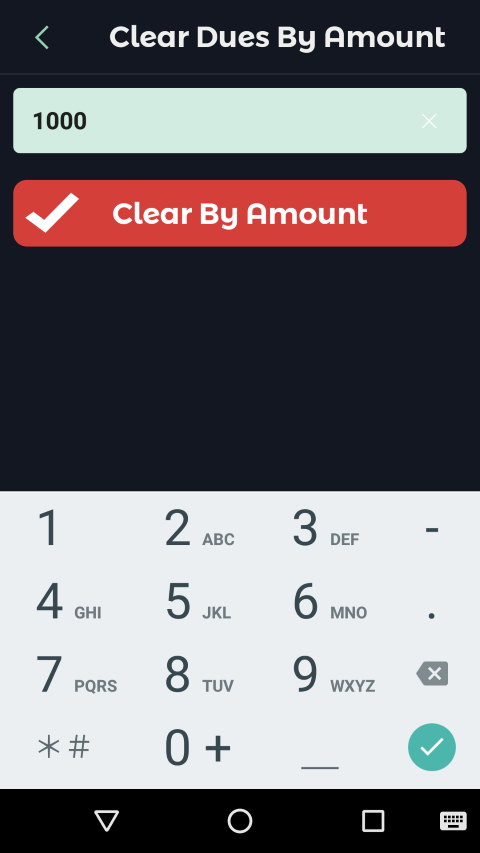 Clear Dues By Amount
1000
Clear By Amount
1 2 ABC 3 DEF -
4 GHI 5 JKL 6 MNO .
7 PQRS 8 TUV 9 WXYZ
*# 0 + _